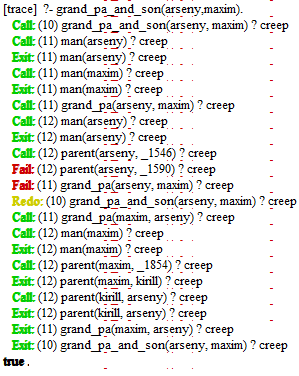 [trace]  ?- grand_pa_and_son(arseny,maxim).
Call: (10) grand_pa_and_son(arseny, maxim) ? creep
Call: (11) man(arseny) ? creep
Exit: (11) man(arseny) ? creep
Call: (11) man(maxim) ? creep
Exit: (11) man(maxim) ? creep
Call: (11) grand_pa(arseny, maxim) ? creep
Call: (12) man(arseny) ? creep
Exit: (12) man(arseny) ? creep
Call: (12) parent(arseny, _1546) ? creep
Fail: (12) parent(arseny, _1590) ? creep
Fail: (11) grand_pa(arseny, maxim) ? creep
Redo: (10) grand_pa_and_son(arseny, maxim) ? creep
Call: (11) grand_pa(maxim, arseny) ? creep
Call: (12) man(maxim) ? creep
Exit: (12) man(maxim) ? creep
Call: (12) parent(maxim, _1854) ? creep
Exit: (12) parent(maxim, kirill) ? creep
Call: (12) parent(kirill, arseny) ? creep
Exit: (12) parent(kirill, arseny) ? creep
Exit: (11) grand_pa(maxim, arseny) ? creep
Exit: (10) grand_pa_and_son(arseny, maxim) ? creep
true .